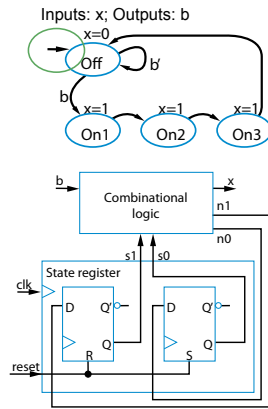 Inputs: x; Outputs: b
x=0
Off
b'
b
x=1 x=1 x=1
On1 On2 On3
b Combinational logic x
n1
n0
s1 s0
State register
clk
D Q' D Q'
Q Q
R S
reset